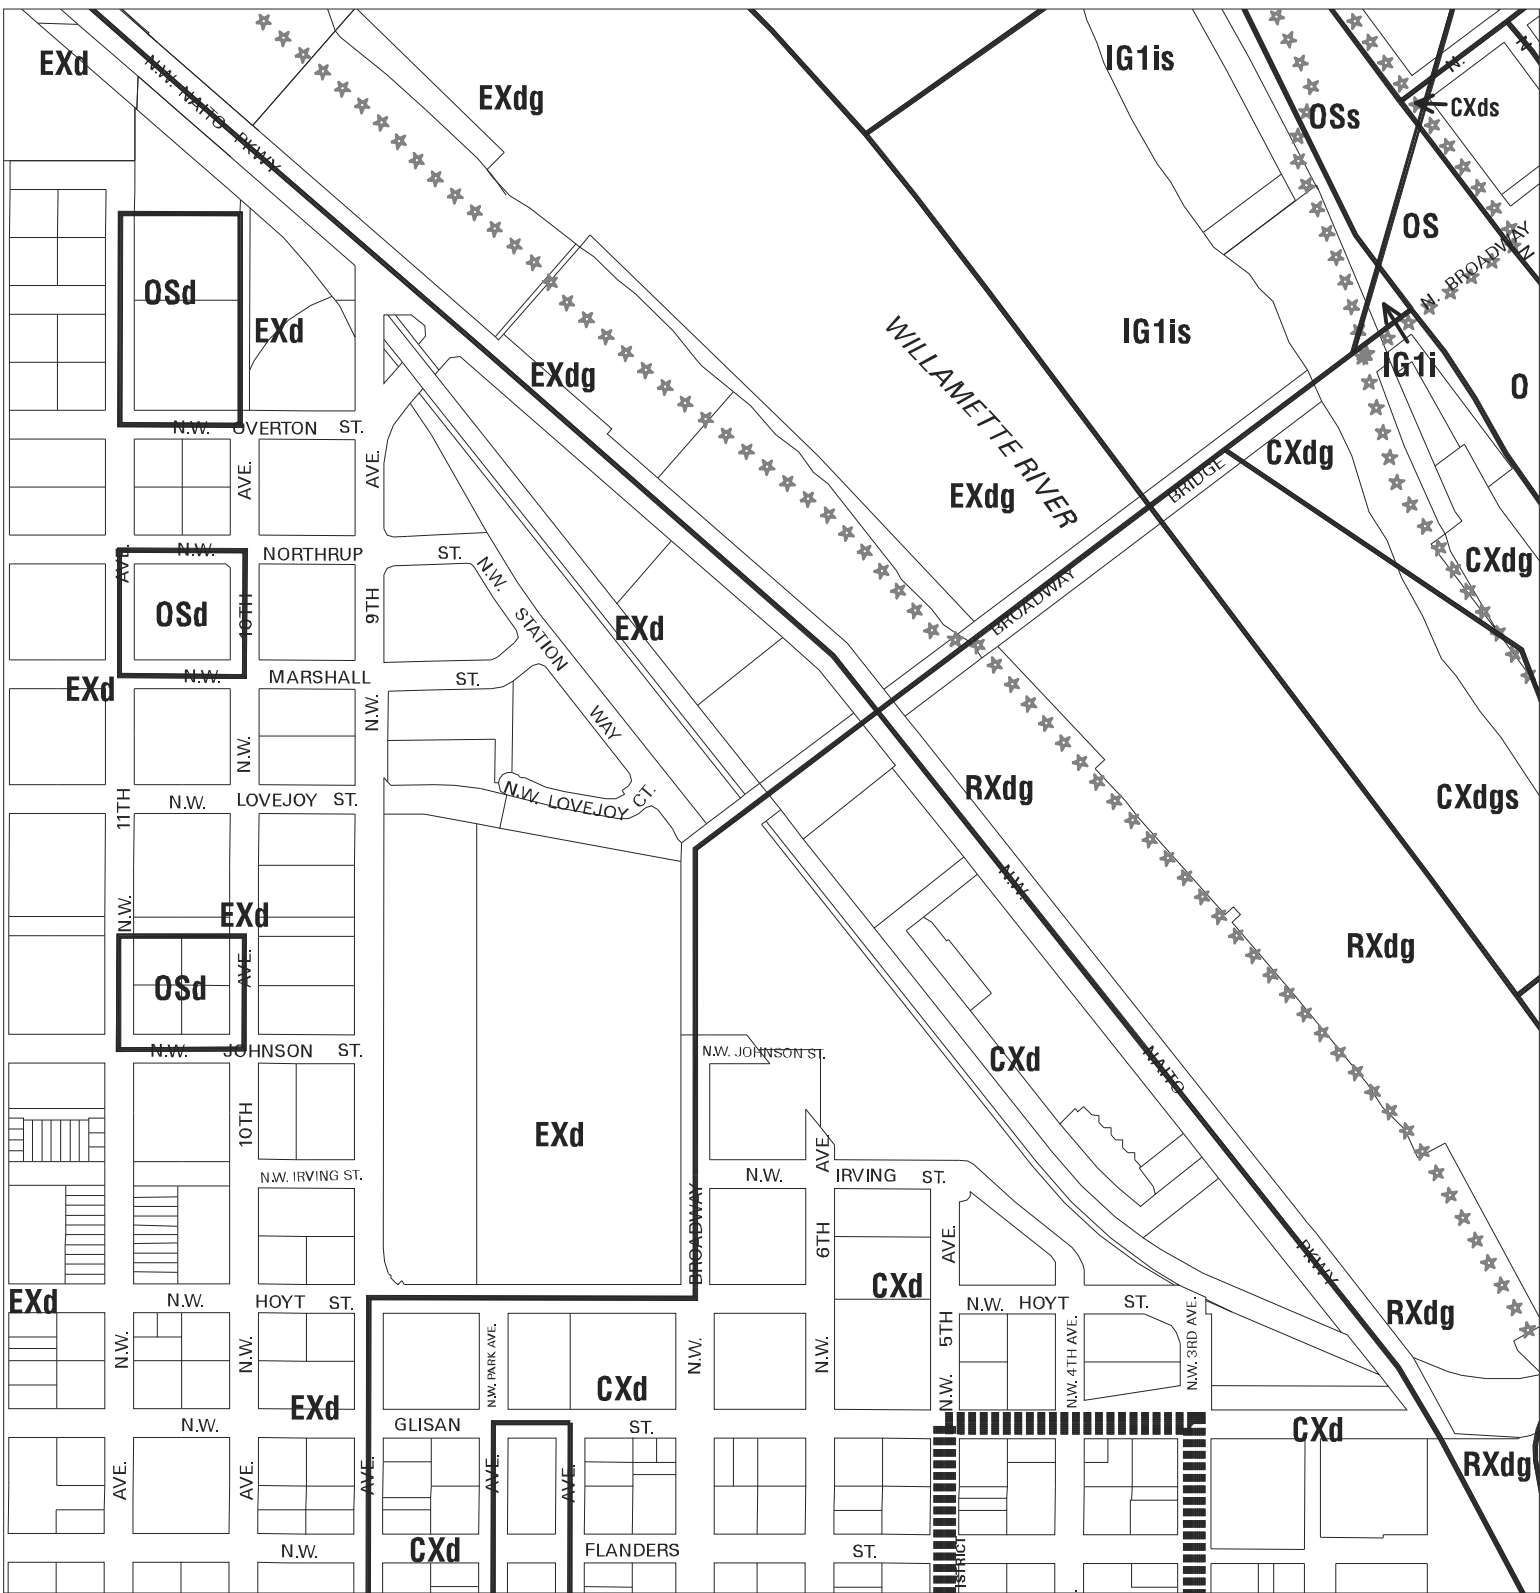 EXd
N.W. NAITO PKWY
EXdg
IG1is
N.
N
CXds
OSs
OS
N. BROADWAY
N
OSd
EXd
EXdg
WILLAMETTE RIVER
IG1is
IG1i
O
N.W. OVERTON ST.
CXdg
AVE.
AVE.
BRIDGE
EXdg
AVE.
N.W. NORTHRUP ST.
CXdg
N.W. STATION WAY
BROADWAY
OSd
10TH
9TH
EXd
N.W. MARSHALL ST.
EXd
N.W.
N.W.
RXdg
CXdgs
11TH
N.W. LOVEJOY ST.
N.W. LOVEJOY CT.
N.W.
N.W.
EXd
RXdg
AVE.
OSd
N.W. JOHNSON ST.
N.W. JOHNSON ST.
CXd
NAITO
10TH
EXd
AVE.
N.W. IRVING ST.
N.W. IRVING ST.
BROADWAY
6TH
AVE.
PKWY
CXd
EXd
N.W. HOYT ST.
N.W. HOYT ST.
RXdg
5TH
N.W. 4TH AVE.
N.W. 3RD AVE.
N.W.
N.W.
N.W. PARK AVE.
N.W.
N.W.
N.W.
CXd
EXd
N.W. GLISAN ST.
CXd
RXdg
AVE.
AVE.
AVE.
AVE.
AVE.
CXd
N.W. FLANDERS ST.
ISTRICT